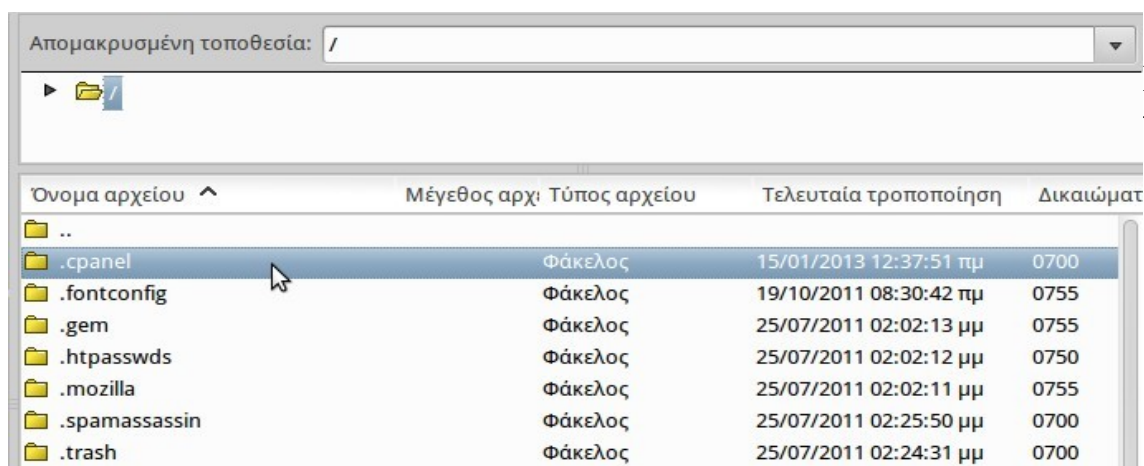 Απομακρυσμένη τοποθεσία: /
/
Όνομα αρχείου Μέγεθος αρχε Τύπος αρχείου Τελευταία τροποποίηση Δικαιώματ
..
.cpanel Φάκελος 15/01/2013 12:37:51 πμ 0700
.fontconfig Φάκελος 19/10/2011 08:30:42 πμ 0755
.gem Φάκελος 25/07/2011 02:02:13 μμ 0755
.htpasswds Φάκελος 25/07/2011 02:02:12 μμ 0750
.mozilla Φάκελος 25/07/2011 02:02:11 μμ 0755
.spamassassin Φάκελος 25/07/2011 02:25:50 μμ 0700
.trash Φάκελος 25/07/2011 02:24:31 μμ 0700